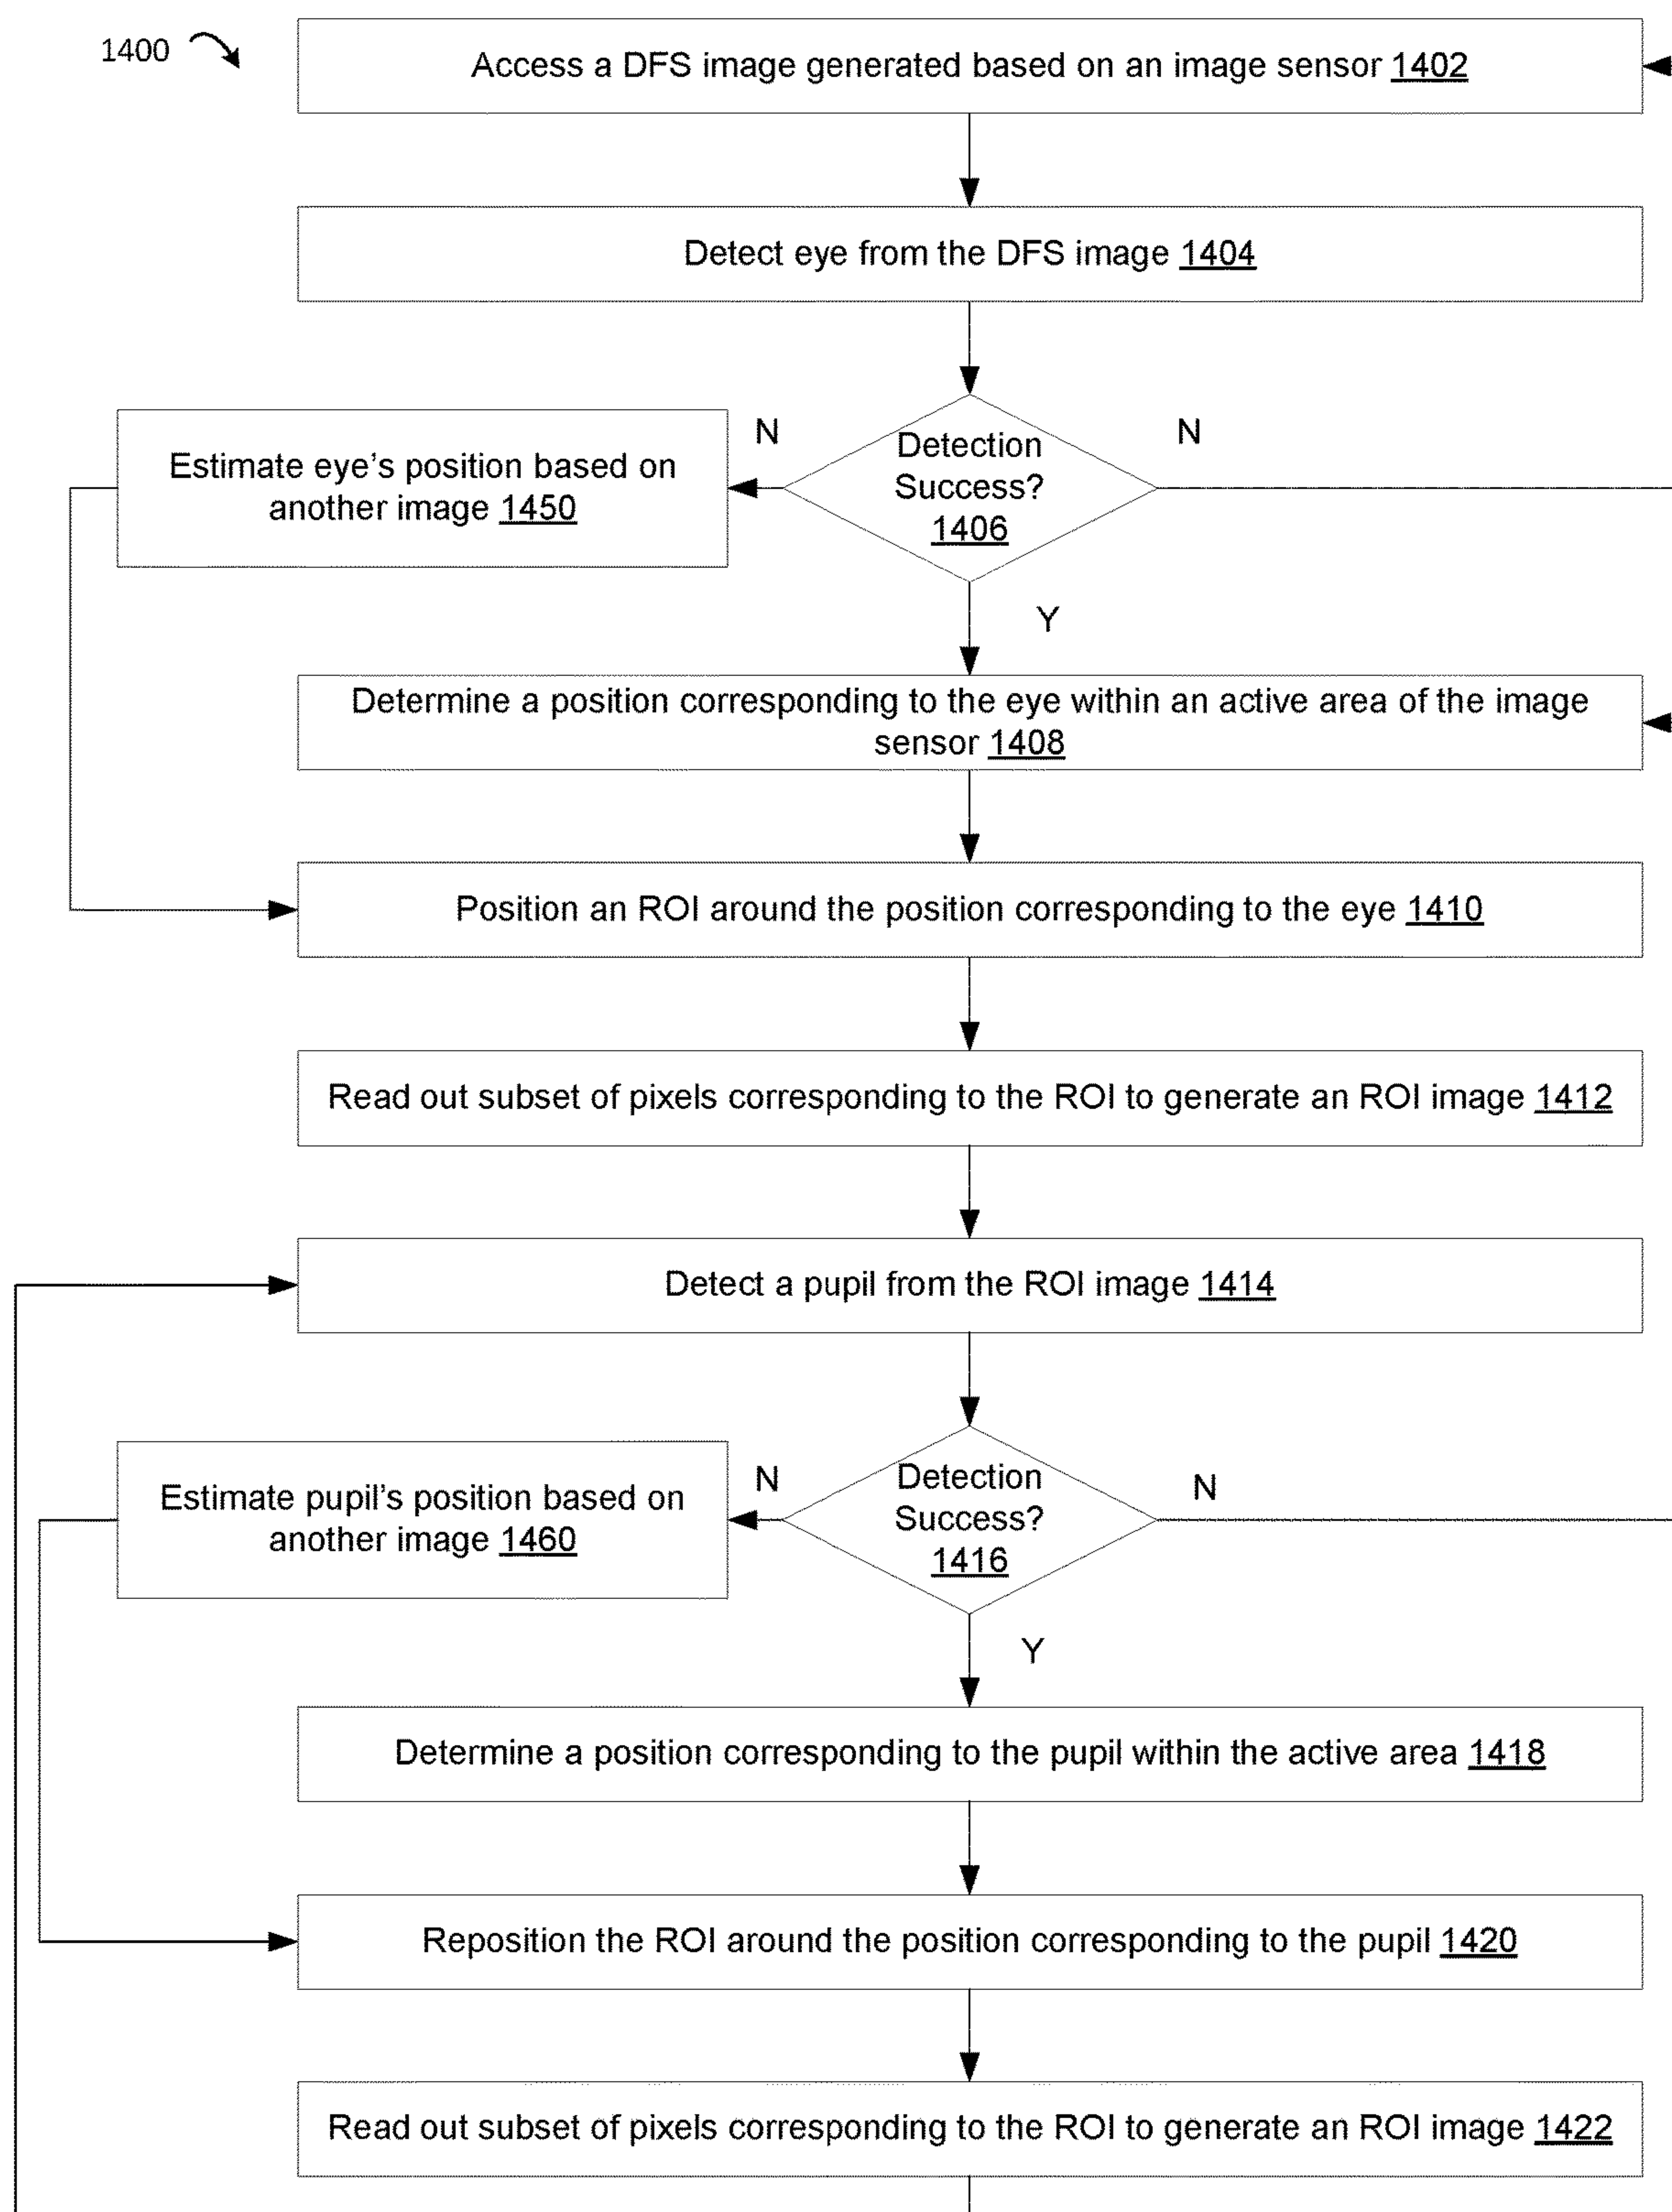 1400
Access a DFS image generated based on an image sensor 1402
Detect eye from the DFS image 1404
N
Detection
Success?
1406
N
Estimate eye's position based on
another image 1450
Y
Determine a position corresponding to the eye within an active area of the image
sensor 1408
Position an ROI around the position corresponding to the eye 1410
Read out subset of pixels corresponding to the ROI to generate an ROI image 1412
Detect a pupil from the ROI image 1414
N
Detection
Success?
1416
N
Estimate pupil's position based on
another image 1460
Y
Determine a position corresponding to the pupil within the active area 1418
Reposition the ROI around the position corresponding to the pupil 1420
Read out subset of pixels corresponding to the ROI to generate an ROI image 1422